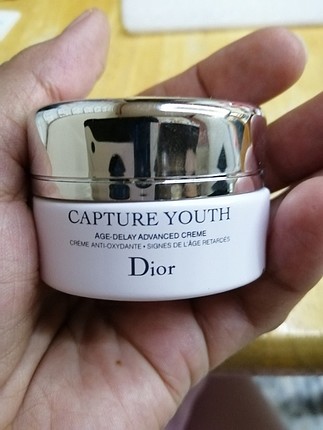 CAPTURE YOUTH
AGE-DELAY ADVANCED CREME
CRÈME ANTI-OXYDANTE • SIGNES DE L'ÂGE RETARDÉS
Dior